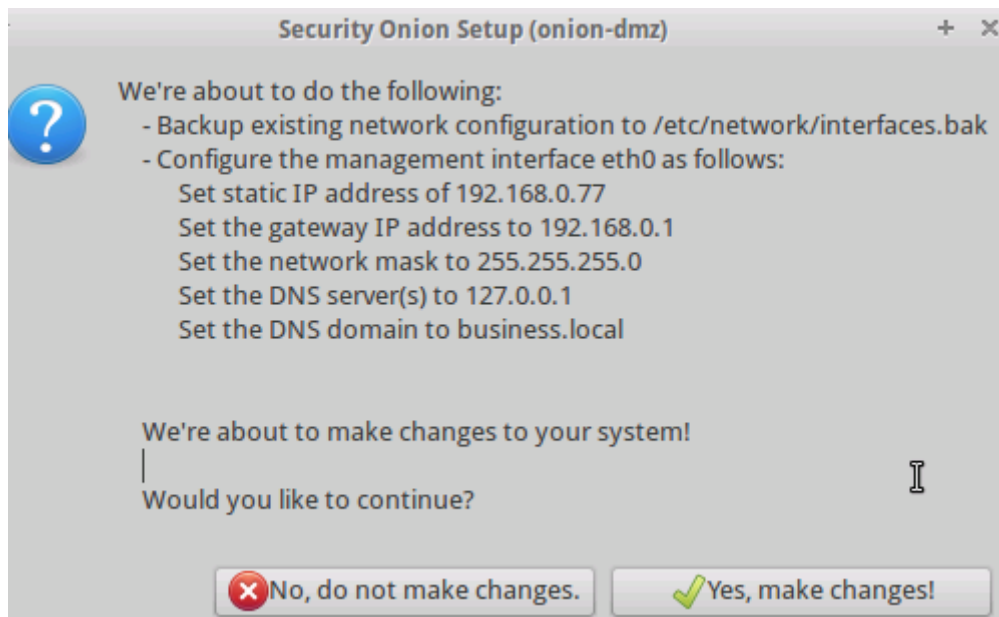 Security Onion Setup (onion-dmz)
We're about to do the following:
- Backup existing network configuration to /etc/network/interfaces.bak
- Configure the management interface eth0 as follows:
Set static IP address of 192.168.0.77
Set the gateway IP address to 192.168.0.1
Set the network mask to 255.255.255.0
Set the DNS server(s) to 127.0.0.1
Set the DNS domain to business.local
We're about to make changes to your system!
Would you like to continue?
No, do not make changes.
Yes, make changes!